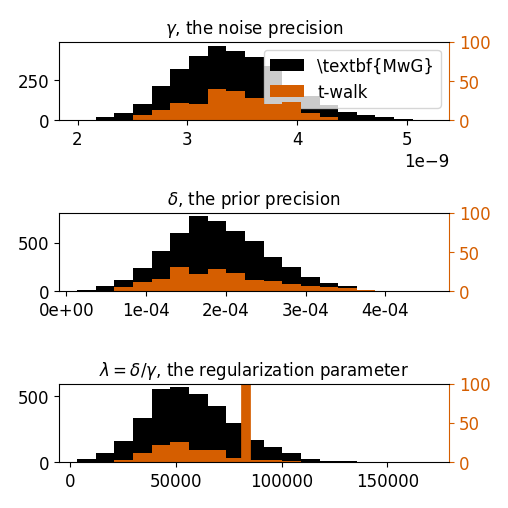 γ, the noise precision
\textbf{MwG}
t-walk
250
0
100
50
0
2
3
4
5
1e−9
δ, the prior precision
500
0
100
50
0
0e+00
1e-04
2e-04
3e-04
4e-04
λ = δ/γ, the regularization parameter
500
0
100
50
0
0
50000
100000
150000